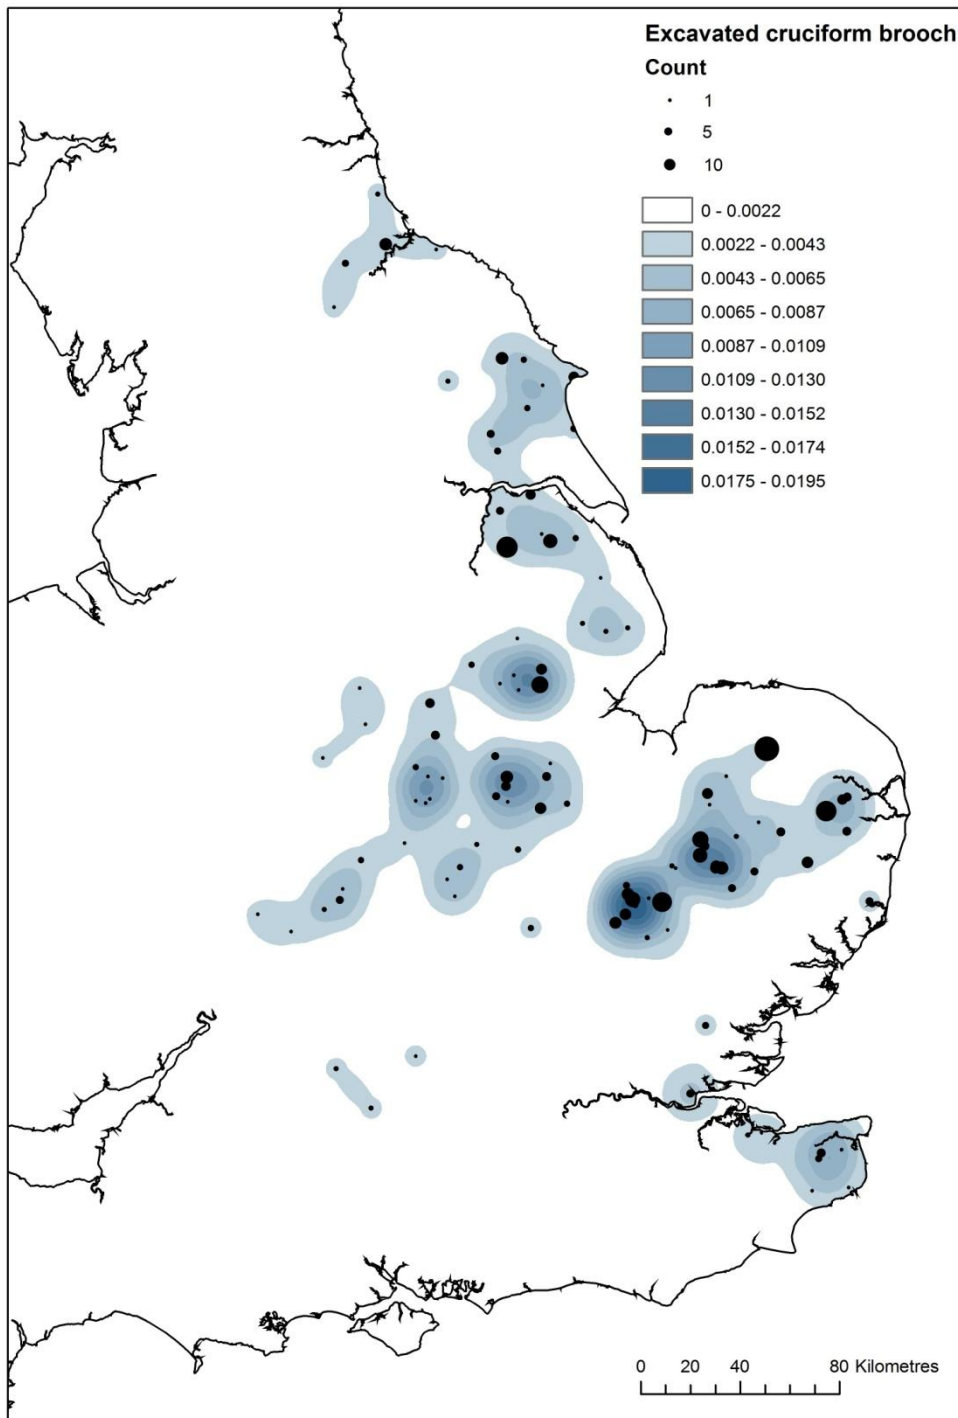 Excavated cruciform brooch
Count
1
5
10
0 - 0.0022
0.0022 - 0.0043
0.0043 - 0.0065
0.0065 - 0.0087
0.0087 - 0.0109
0.0109 - 0.0130
0.0130 - 0.0152
0.0152 - 0.0174
0.0175 - 0.0195
0 20 40 80 Kilometres